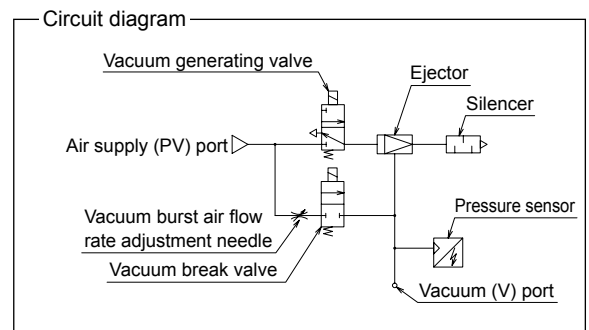 Circuit diagram
Vacuum generating valve
Ejector
Silencer
Air supply (PV) port
Vacuum burst air flow
rate adjustment needle
Pressure sensor
Vacuum break valve
Vacuum (V) port